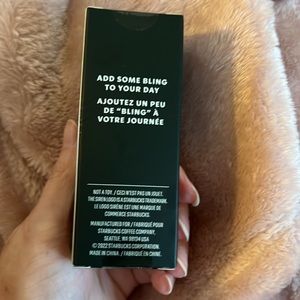 ADD SOME BLING
TO YOUR DAY
AJOUTEZ UN PEU
DE "BLING" À
VOTRE JOURNÉE
NOT A TOY. / CECI N'EST PAS UN JOUET.
THE SIREN LOGO IS A STARBUCKS TRADEMARK.
LE LOGO SIRÈNE EST UNE MARQUE DE
COMMERCE STARBUCKS.
MANUFACTURED FOR / FABRIQUÉ POUR
STARBUCKS COFFEE COMPANY,
SEATTLE, WA 98134 USA
© 2022 STARBUCKS CORPORATION.
MADE IN CHINA. / FABRIQUÉ EN CHINE.